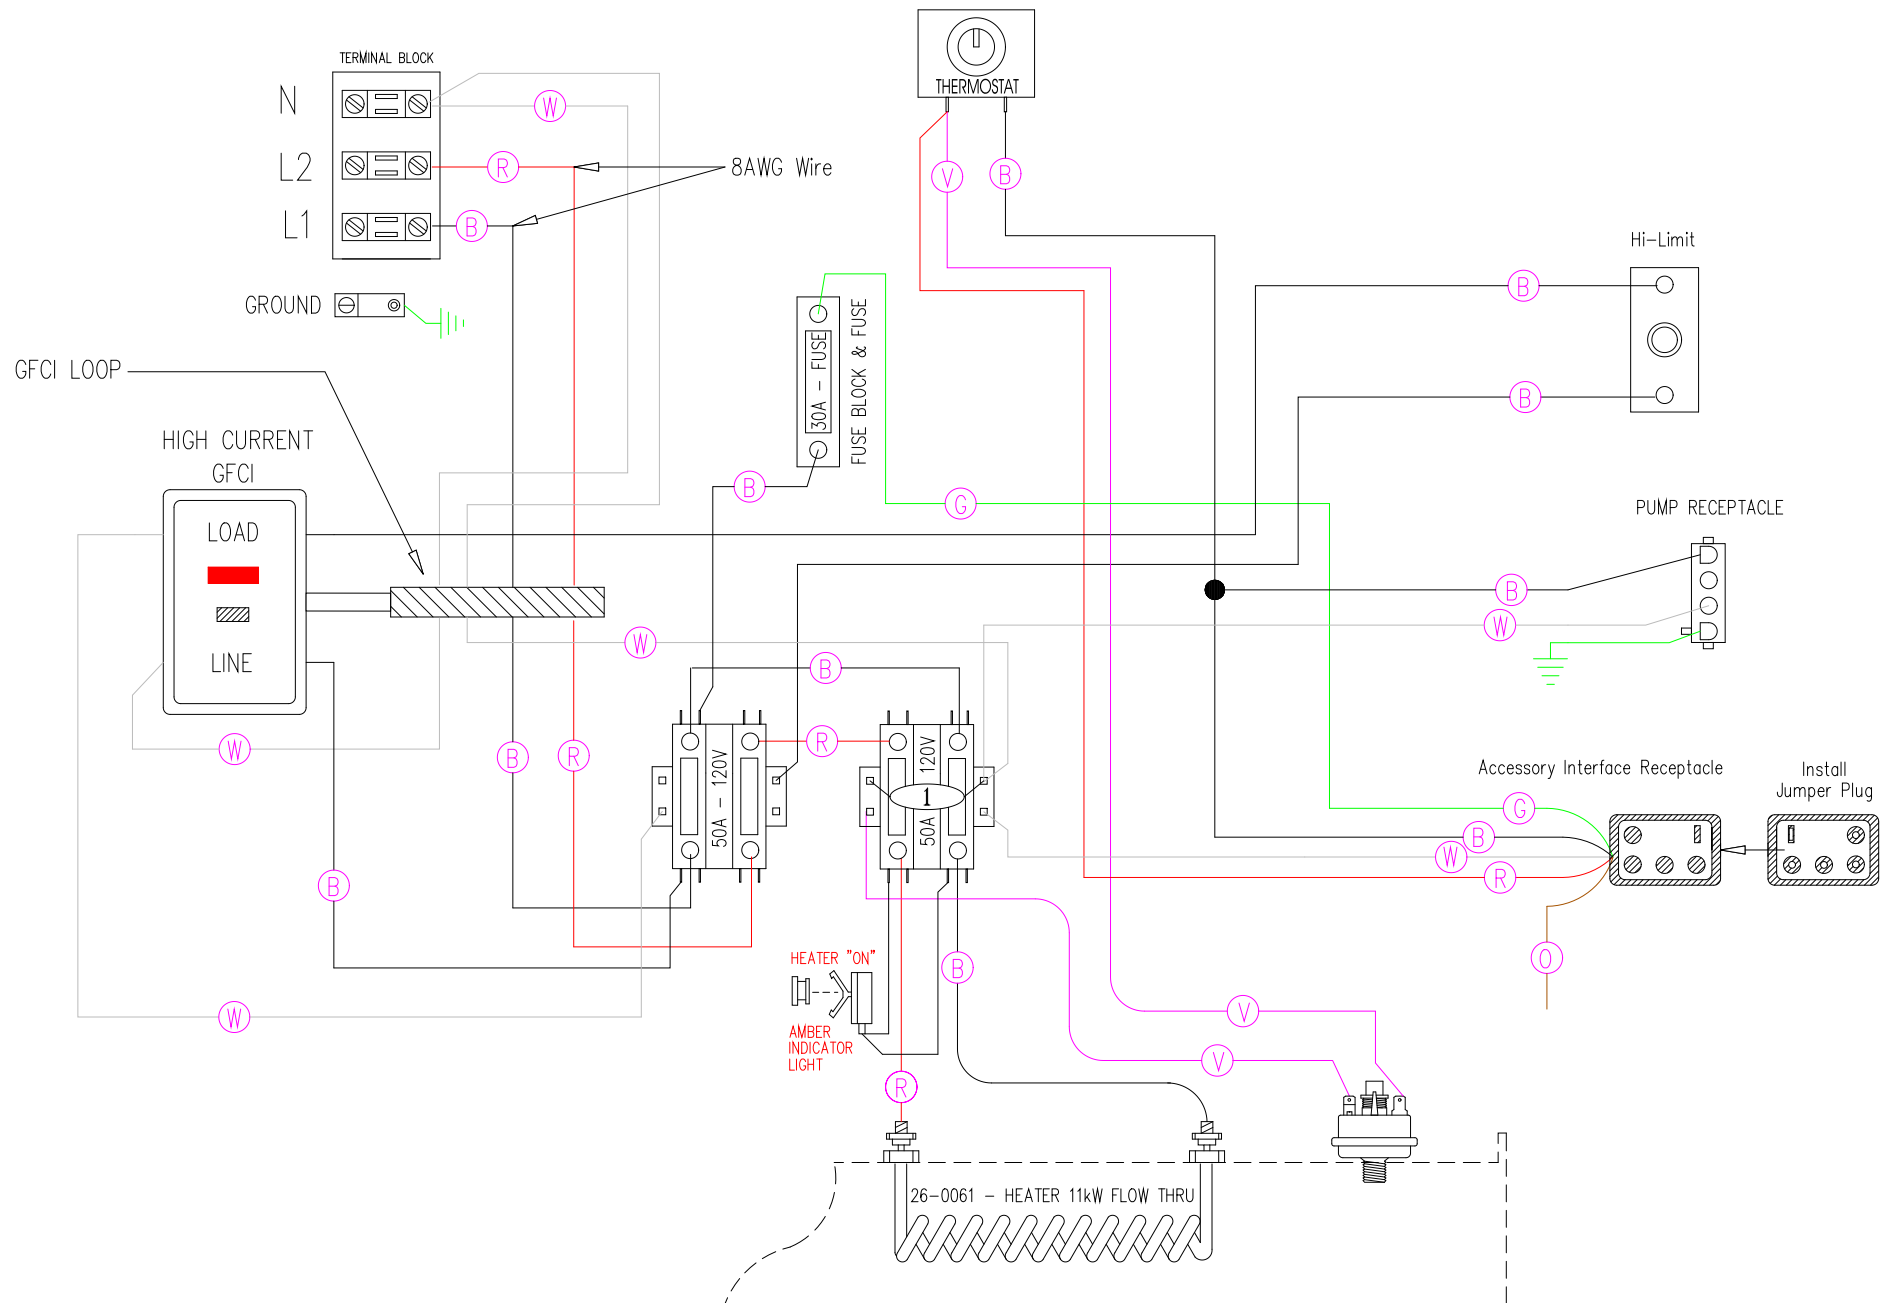 TERMINAL BLOCK
N
W
L2
R
8AWG Wire
L1
B
GROUND
GFCI LOOP
HIGH CURRENT
GFCI
LOAD
LINE
THERMOSTAT
V
B
Hi-Limit
B
B
30A - FUSE
FUSE BLOCK & FUSE
B
G
PUMP RECEPTACLE
B
W
W
B
R
W
B
R
50A - 120V
50A 120V
1
B
W
Accessory Interface Receptacle
Install
Jumper Plug
G
B
W
R
O
HEATER "ON"
AMBER
INDICATOR
LIGHT
B
V
V
R
26-0061 - HEATER 11kW FLOW THRU